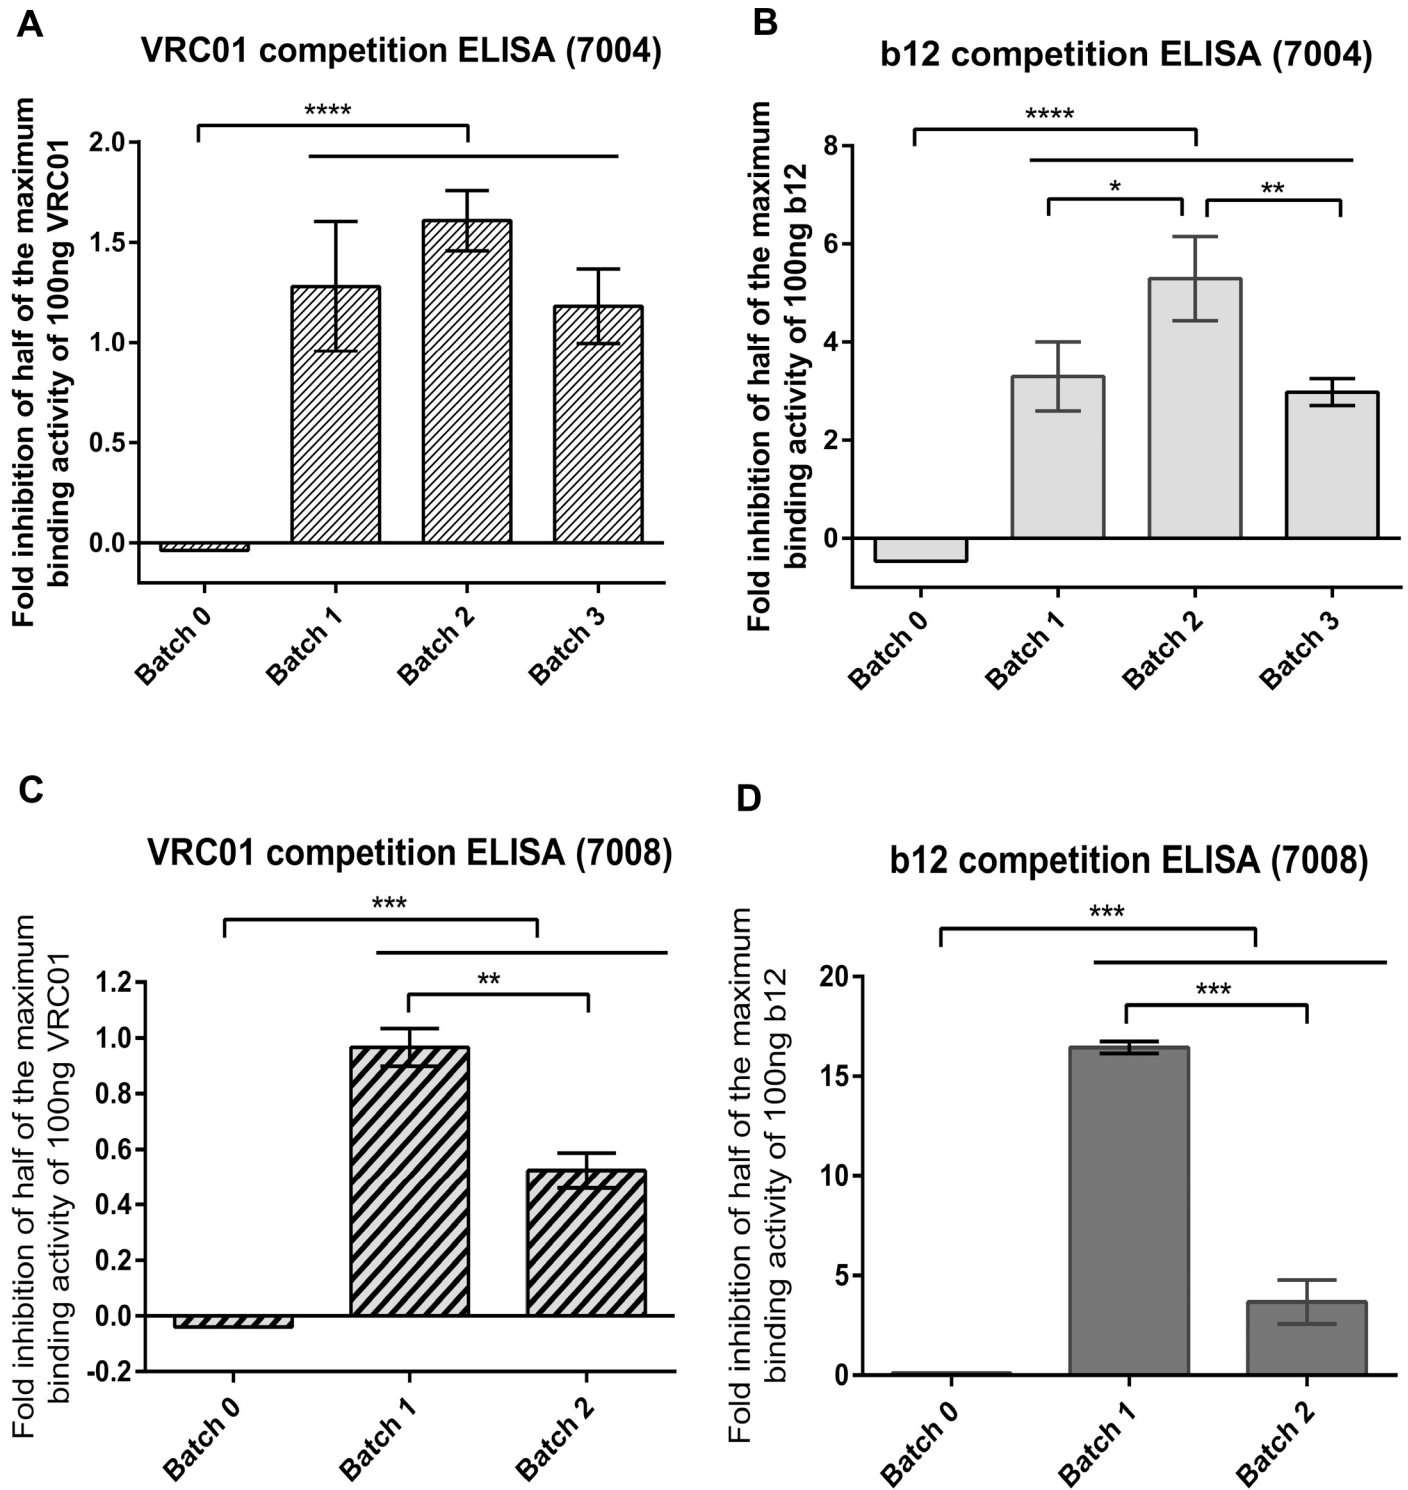 A
VRC01 competition ELISA (7004)
Fold inhibition of half of the maximum
binding activity of 100ng VRC01
****
2.0
1.5
1.0
0.5
0.0
Batch 0
Batch 1
Batch 2
Batch 3
B
b12 competition ELISA (7004)
Fold inhibition of half of the maximum
binding activity of 100ng b12
****
*
**
8
6
4
2
0
Batch 0
Batch 1
Batch 2
Batch 3
C
VRC01 competition ELISA (7008)
Fold inhibition of half of the maximum
binding activity of 100ng VRC01
***
**
1.2
1.0
0.8
0.6
0.4
0.2
0.0
-0.2
Batch 0
Batch 1
Batch 2
D
b12 competition ELISA (7008)
Fold inhibition of half of the maximum
binding activity of 100ng b12
***
***
20
15
10
5
0
Batch 0
Batch 1
Batch 2